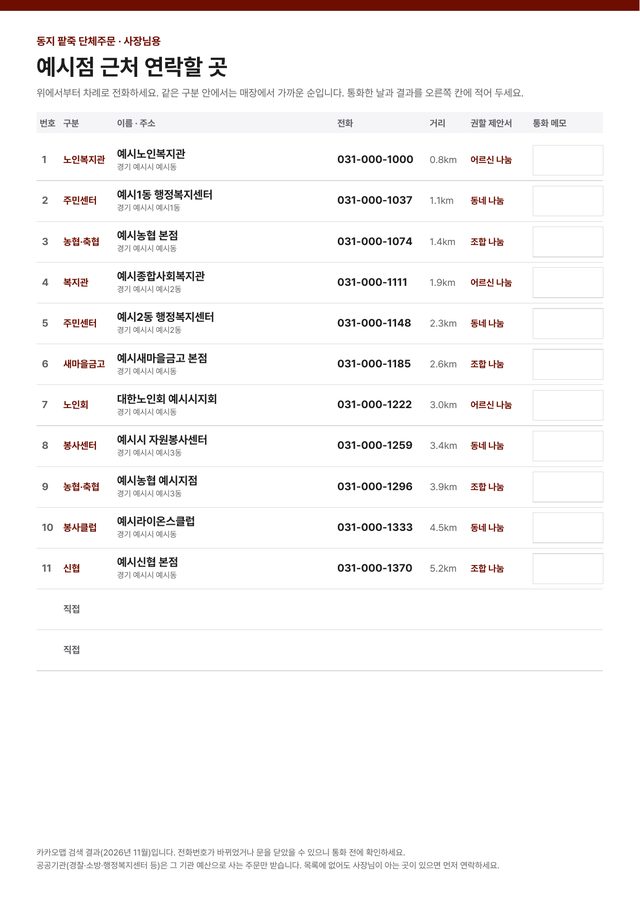 동지 팥죽 단체주문 · 사장님용
예시점 근처 연락할 곳
위에서부터 차례로 전화하세요. 같은 구분 안에서는 매장에서 가까운 순입니다. 통화한 날과 결과를 오른쪽 칸에 적어 두세요.
번호 구분 이름 · 주소 전화 거리 권할 제안서 통화 메모
1 노인복지관 예시노인복지관 031-000-1000 0.8km 어르신 나눔
경기 예시시 예시동
2 주민센터 예시1동 행정복지센터 031-000-1037 1.1km 동네 나눔
경기 예시시 예시1동
3 농협·축협 예시농협 본점 031-000-1074 1.4km 조합 나눔
경기 예시시 예시동
4 복지관 예시종합사회복지관 031-000-1111 1.9km 어르신 나눔
경기 예시시 예시2동
5 주민센터 예시2동 행정복지센터 031-000-1148 2.3km 동네 나눔
경기 예시시 예시2동
6 새마을금고 예시새마을금고 본점 031-000-1185 2.6km 조합 나눔
경기 예시시 예시동
7 노인회 대한노인회 예시시지회 031-000-1222 3.0km 어르신 나눔
경기 예시시 예시동
8 봉사센터 예시시 자원봉사센터 031-000-1259 3.4km 동네 나눔
경기 예시시 예시3동
9 농협·축협 예시농협 예시지점 031-000-1296 3.9km 조합 나눔
경기 예시시 예시3동
10 봉사클럽 예시라이온스클럽 031-000-1333 4.5km 동네 나눔
경기 예시시 예시동
11 신협 예시신협 본점 031-000-1370 5.2km 조합 나눔
경기 예시시 예시동
직접
직접
카카오맵 검색 결과(2026년 11월)입니다. 전화번호가 바뀌었거나 문을 닫았을 수 있으니 통화 전에 확인하세요.
공공기관(경찰·소방·행정복지센터 등)은 그 기관 예산으로 사는 주문만 받습니다. 목록에 없어도 사장님이 아는 곳이 있으면 먼저 연락하세요.